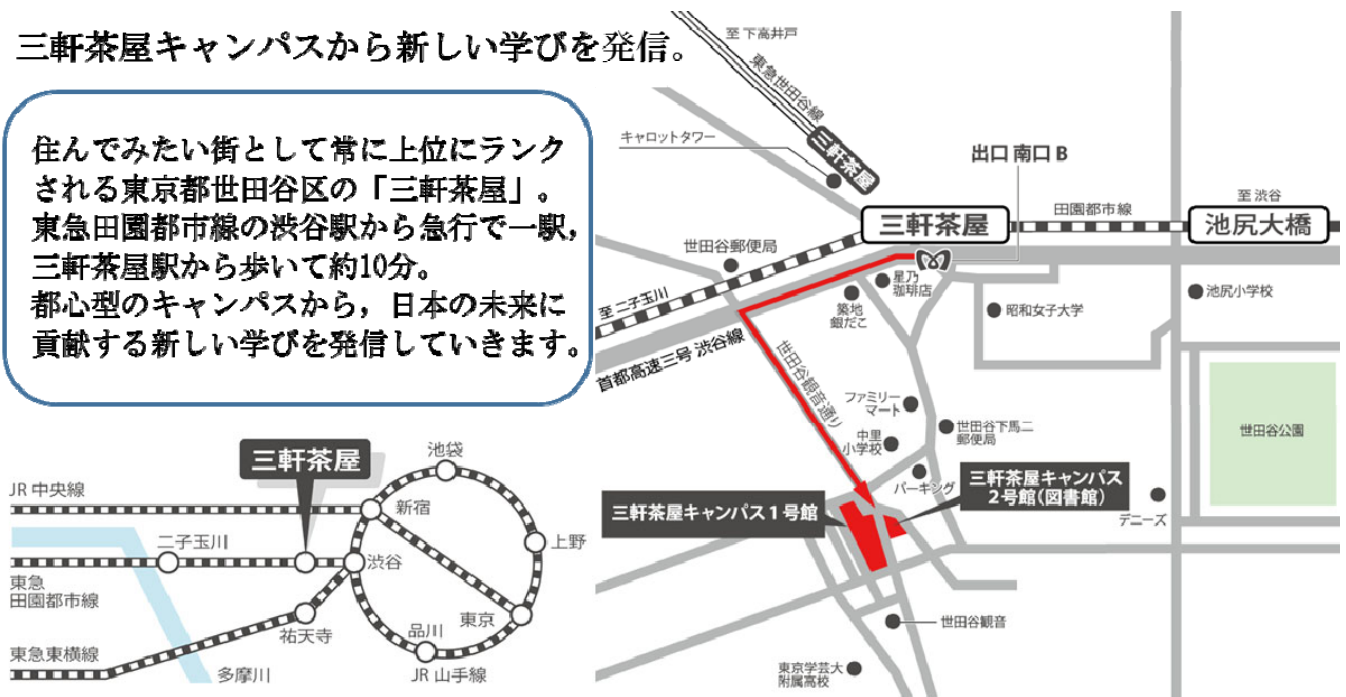 三軒茶屋キャンパスから新しい学びを発信。
住んでみたい街として常に上位にランク
される東京都世田谷区の「三軒茶屋」。
東急田園都市線の渋谷駅から急行で一駅，
三軒茶屋駅から歩いて約10分。
都心型のキャンパスから，日本の未来に
貢献する新しい学びを発信していきます。
三軒茶屋
池袋
JR 中央線
新宿
二子玉川
上野
渋谷
東急
田園都市線
東京
祐天寺
品川
東急東横線
多摩川
JR 山手線
至 下高井戸
東急世田谷線
キャロットタワー
三軒茶屋
出口 南口 B
至 渋谷
田園都市線
三軒茶屋
池尻大橋
世田谷郵便局
星乃
珈琲店
至 二子玉川
築地
銀だこ
昭和女子大学
池尻小学校
首都高速三号 渋谷線
世田谷観音通り
ファミリー
マート
中里
小学校
世田谷下馬二
郵便局
世田谷公園
パーキング
三軒茶屋キャンパス
2号館(図書館)
三軒茶屋キャンパス 1 号館
デニーズ
世田谷観音
東京学芸大
附属高校